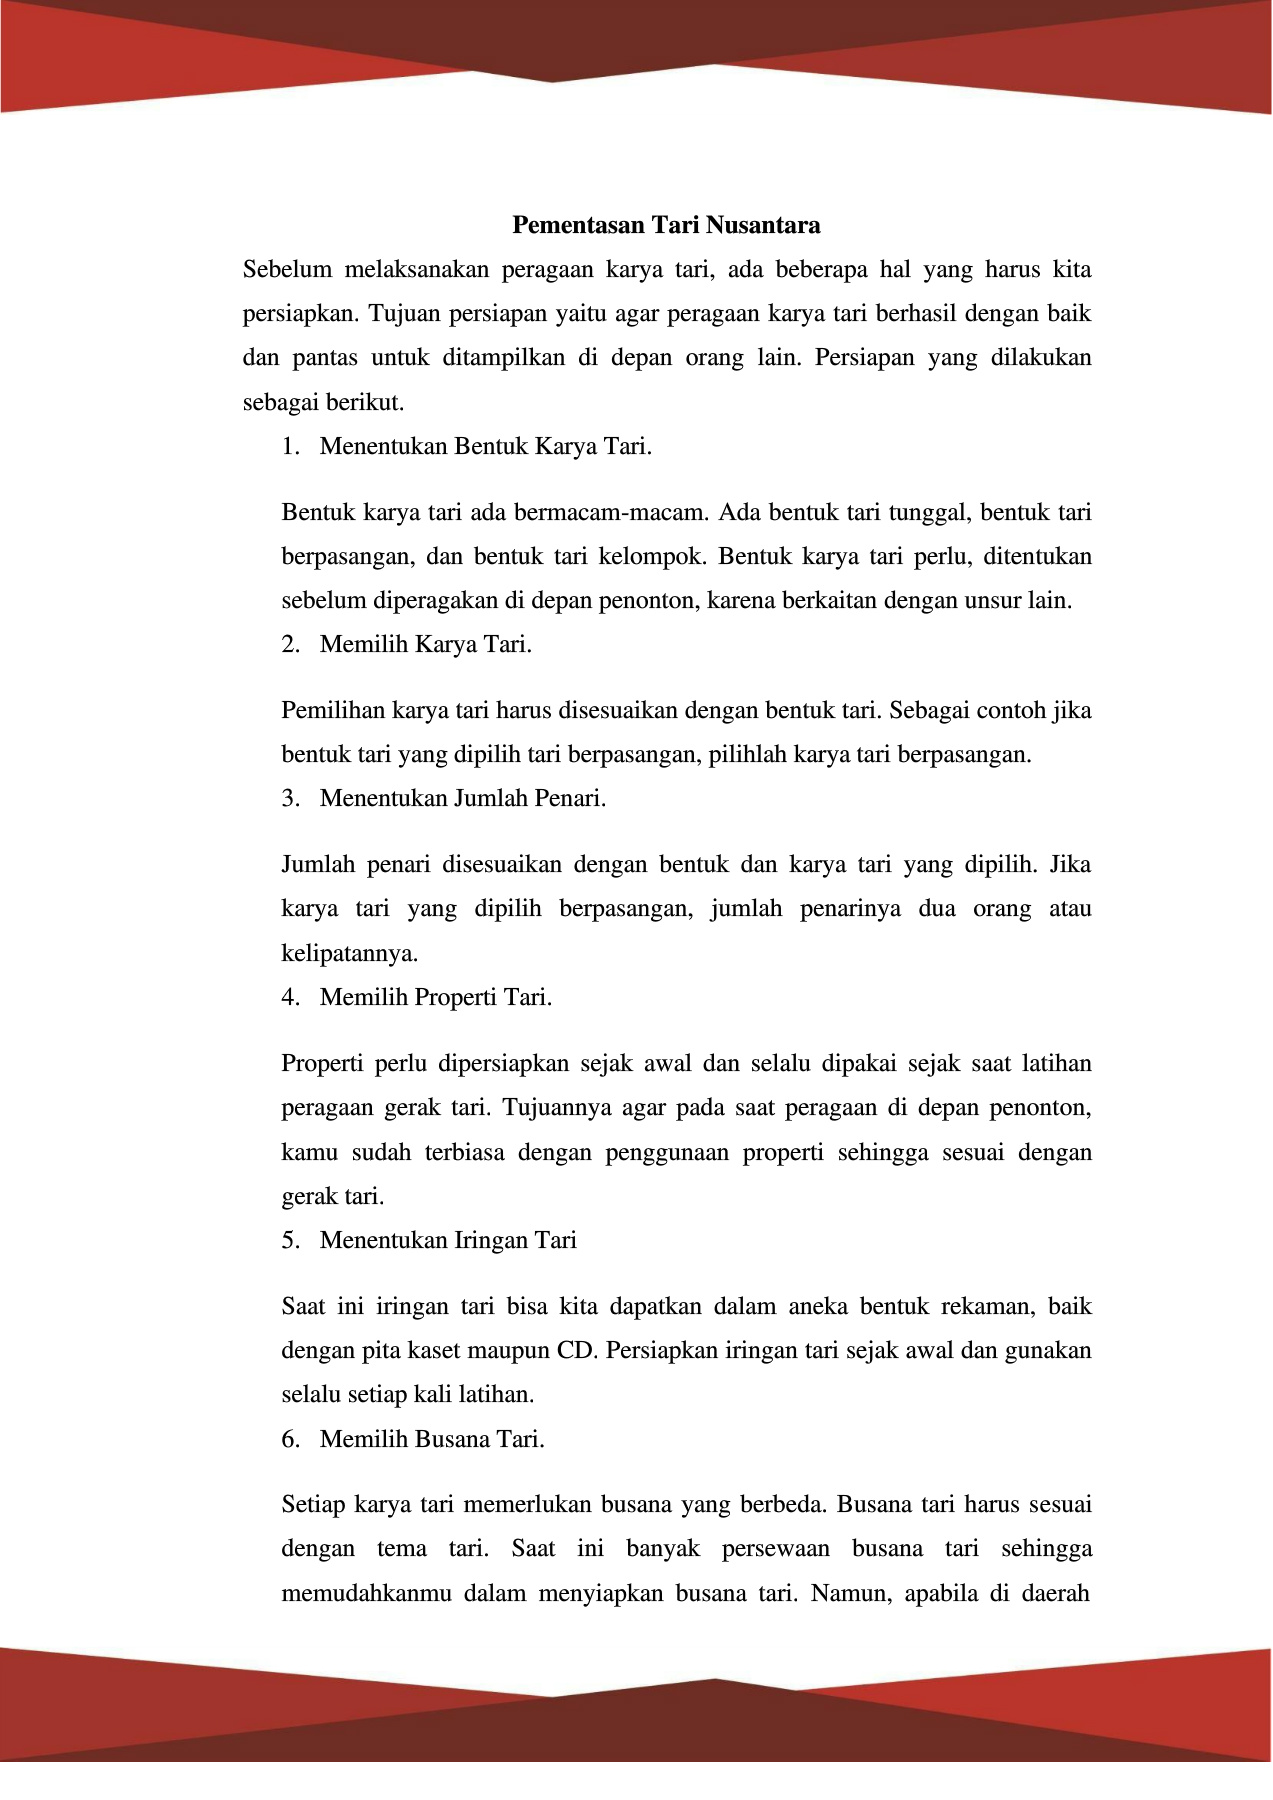 Pementasan Tari Nusantara
Sebelum melaksanakan peragaan karya tari, ada beberapa hal yang harus kita
persiapkan. Tujuan persiapan yaitu agar peragaan karya tari berhasil dengan baik
dan pantas untuk ditampilkan di depan orang lain. Persiapan yang dilakukan
sebagai berikut.
1. Menentukan Bentuk Karya Tari.
Bentuk karya tari ada bermacam-macam. Ada bentuk tari tunggal, bentuk tari
berpasangan, dan bentuk tari kelompok. Bentuk karya tari perlu, ditentukan
sebelum diperagakan di depan penonton, karena berkaitan dengan unsur lain.
2. Memilih Karya Tari.
Pemilihan karya tari harus disesuaikan dengan bentuk tari. Sebagai contoh jika
bentuk tari yang dipilih tari berpasangan, pilihlah karya tari berpasangan.
3. Menentukan Jumlah Penari.
Jumlah penari disesuaikan dengan bentuk dan karya tari yang dipilih. Jika
karya tari yang dipilih berpasangan, jumlah penarinya dua orang atau
kelipatannya.
4. Memilih Properti Tari.
Properti perlu dipersiapkan sejak awal dan selalu dipakai sejak saat latihan
peragaan gerak tari. Tujuannya agar pada saat peragaan di depan penonton,
kamu sudah terbiasa dengan penggunaan properti sehingga sesuai dengan
gerak tari.
5. Menentukan Iringan Tari
Saat ini iringan tari bisa kita dapatkan dalam aneka bentuk rekaman, baik
dengan pita kaset maupun CD. Persiapkan iringan tari sejak awal dan gunakan
selalu setiap kali latihan.
6. Memilih Busana Tari.
Setiap karya tari memerlukan busana yang berbeda. Busana tari harus sesuai
dengan tema tari. Saat ini banyak persewaan busana tari sehingga
memudahkanmu dalam menyiapkan busana tari. Namun, apabila di daerah